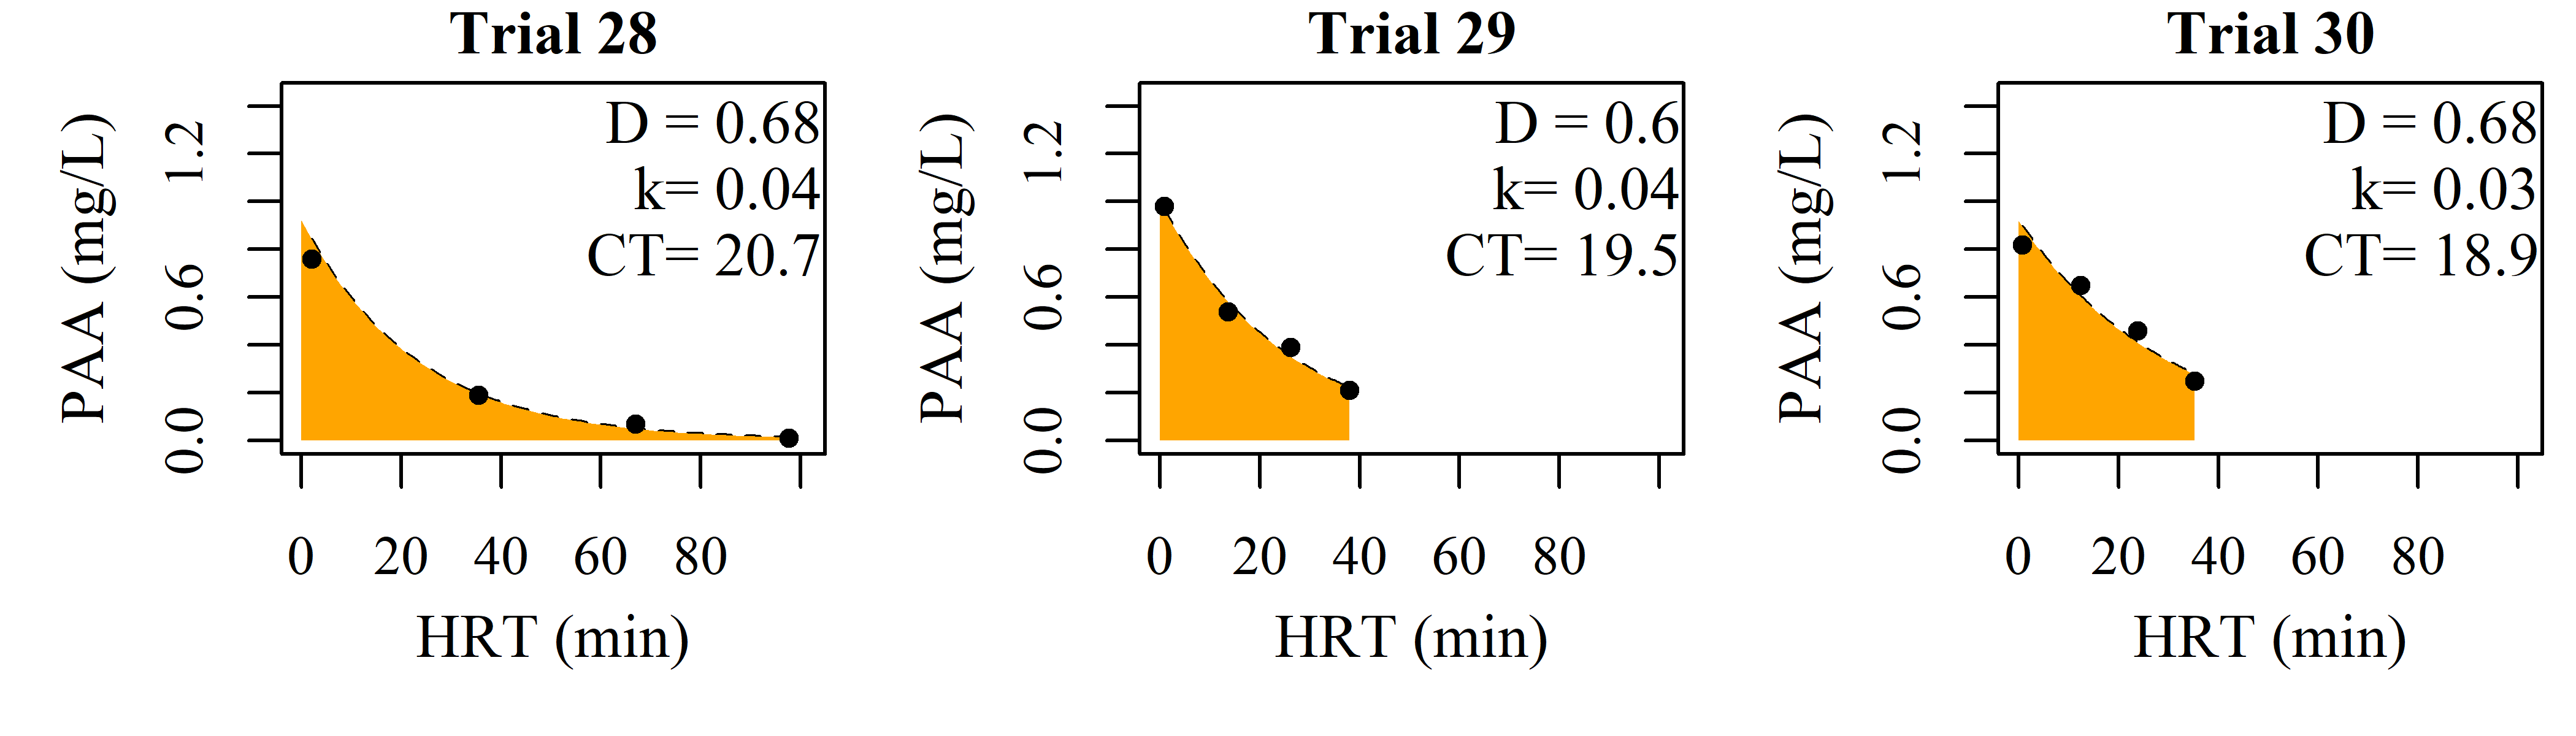 Trial 28
D = 0.68
k= 0.04
CT= 20.7
PAA (mg/L)
0.0 0.6 1.2
0 20 40 60 80
HRT (min)
Trial 29
D = 0.6
k= 0.04
CT= 19.5
PAA (mg/L)
0.0 0.6 1.2
0 20 40 60 80
HRT (min)
Trial 30
D = 0.68
k= 0.03
CT= 18.9
PAA (mg/L)
0.0 0.6 1.2
0 20 40 60 80
HRT (min)